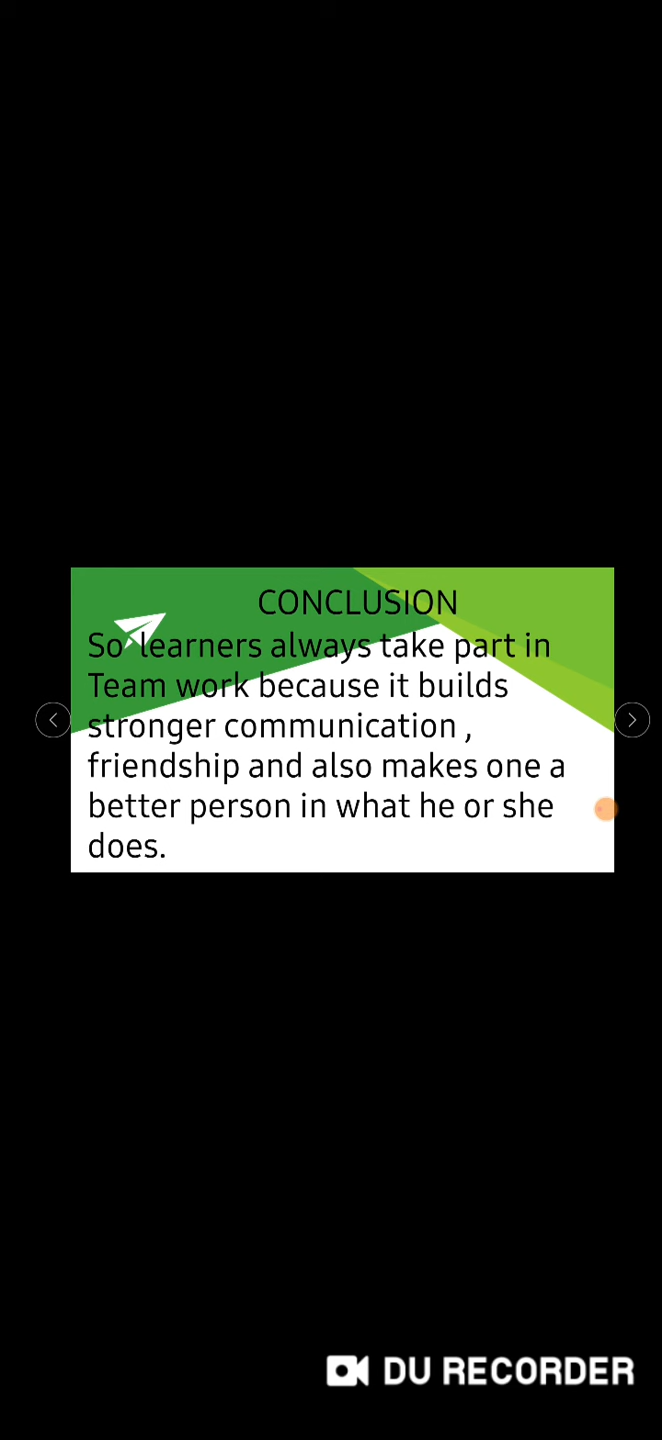 CONCLUSION
So learners always take part in
Team work because it builds
stronger communication ,
friendship and also makes one a
better person in what he or she
does.
DU RECORDER